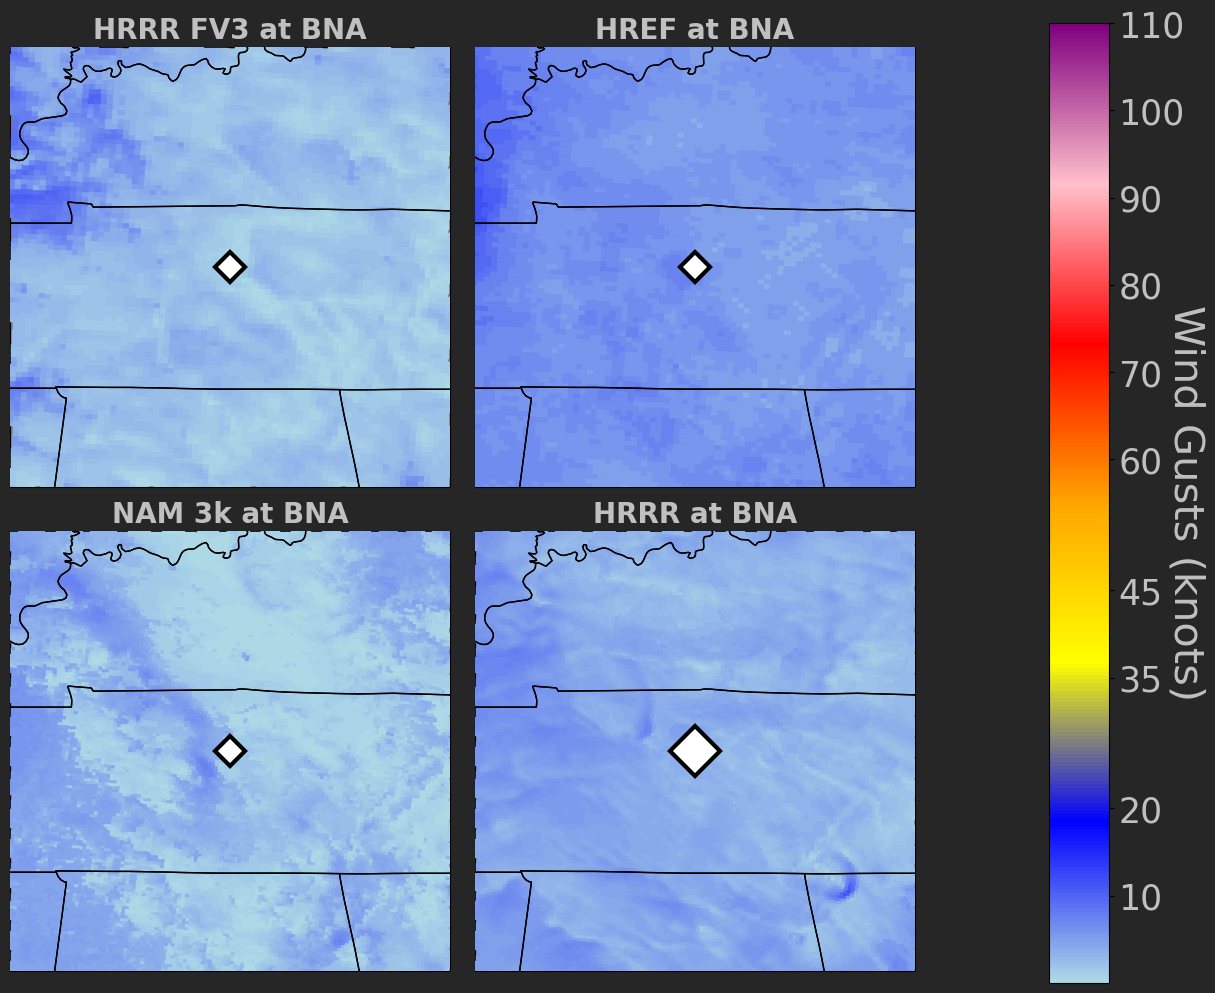 HRRR FV3 at BNA
HREF at BNA
NAM 3k at BNA
HRRR at BNA
110
100
90
80
70
60
45
35
20
10
Wind Gusts (knots)